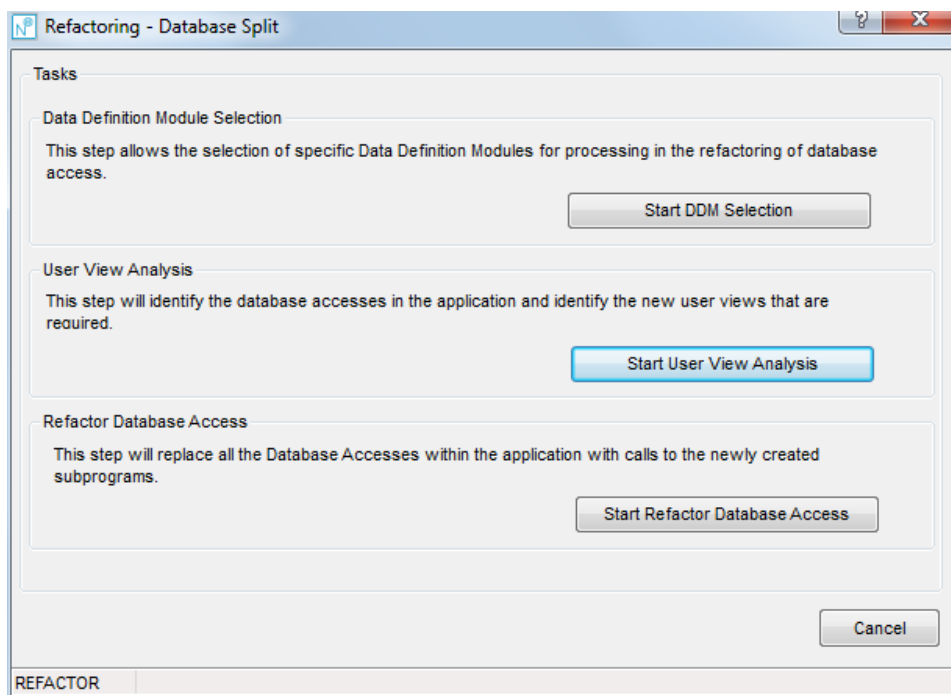 Refactoring - Database Split
Tasks
Data Definition Module Selection
This step allows the selection of specific Data Definition Modules for processing in the refactoring of database
access.
Start DDM Selection
User View Analysis
This step will identify the database accesses in the application and identify the new user views that are
required.
Start User View Analysis
Refactor Database Access
This step will replace all the Database Accesses within the application with calls to the newly created
subprograms.
Start Refactor Database Access
Cancel
REFACTOR